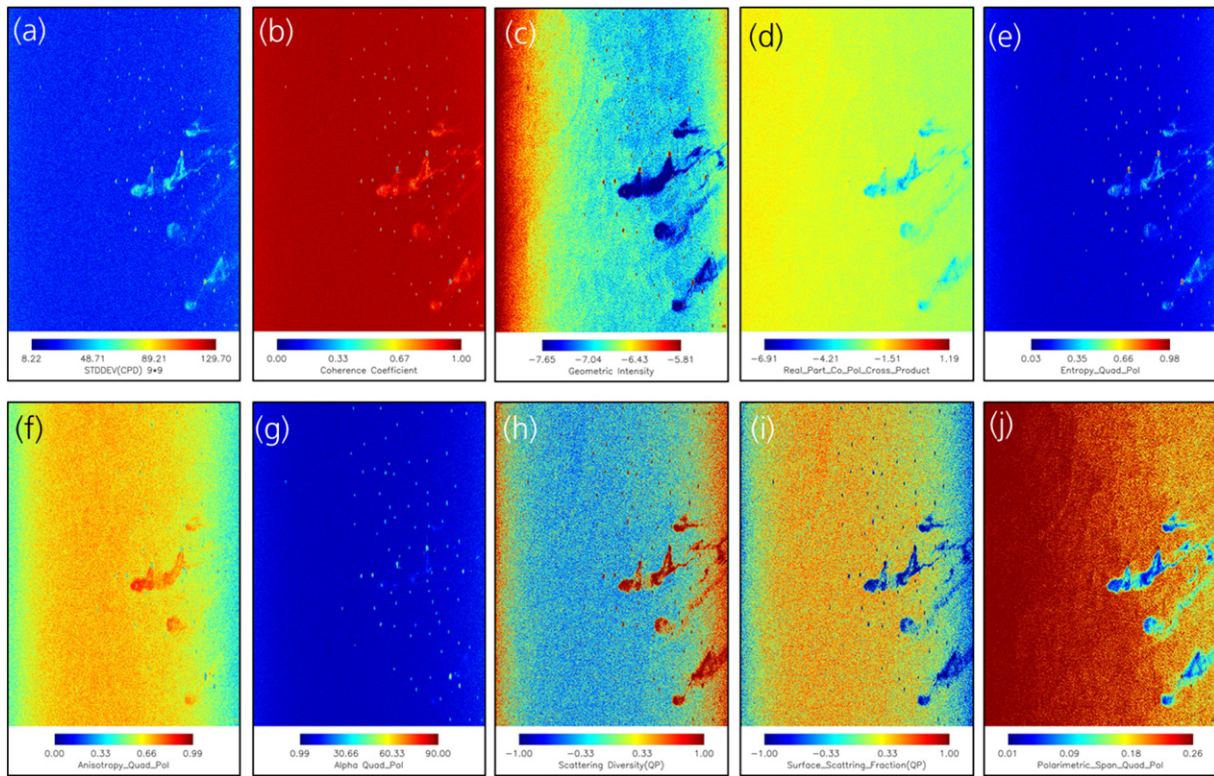 (a) (b) (c) (d) (e)
8.22 48.71 89.21 129.70
STDDEV(CPD) 9*9
0.00 0.33 0.67 1.00
Coherence Coefficient
−7.65 −7.04 −6.43 −5.81
Geometric Intensity
−6.91 −4.21 −1.51 1.19
Real_Part_Co_Pol_Cross_Product
0.03 0.35 0.66 0.98
Entropy_Quad_Pol
(f) (g) (h) (i) (j)
0.00 0.33 0.66 0.99
Anisotropy_Quad_Pol
0.99 30.66 60.33 90.00
Alpha Quad_Pol
−1.00 −0.33 0.33 1.00
Scattering Diversity(QP)
−1.00 −0.33 0.33 1.00
Surface_Scattring_Fraction(QP)
0.01 0.09 0.18 0.26
Polarimetric_Span_Quad_Pol